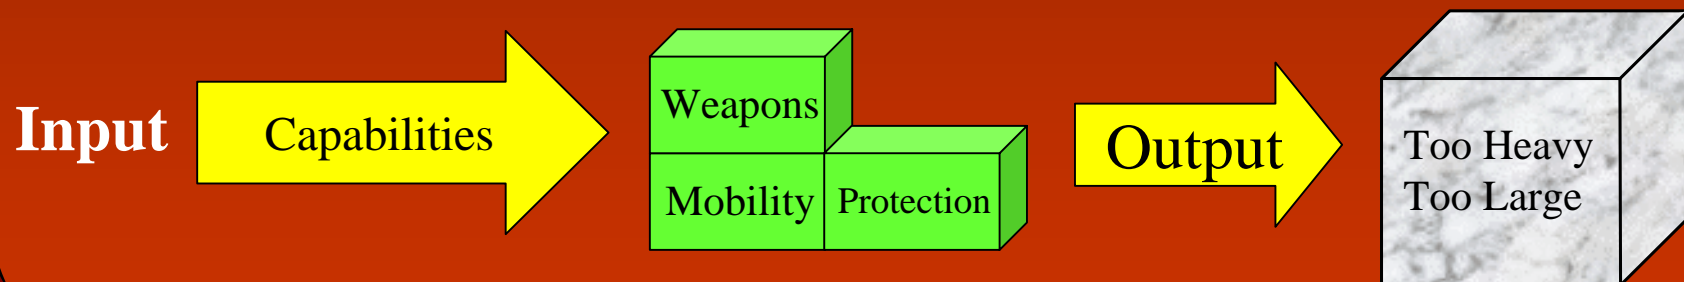 Input
Capabilities
Weapons
Mobility
Protection
Output
Too Heavy
Too Large